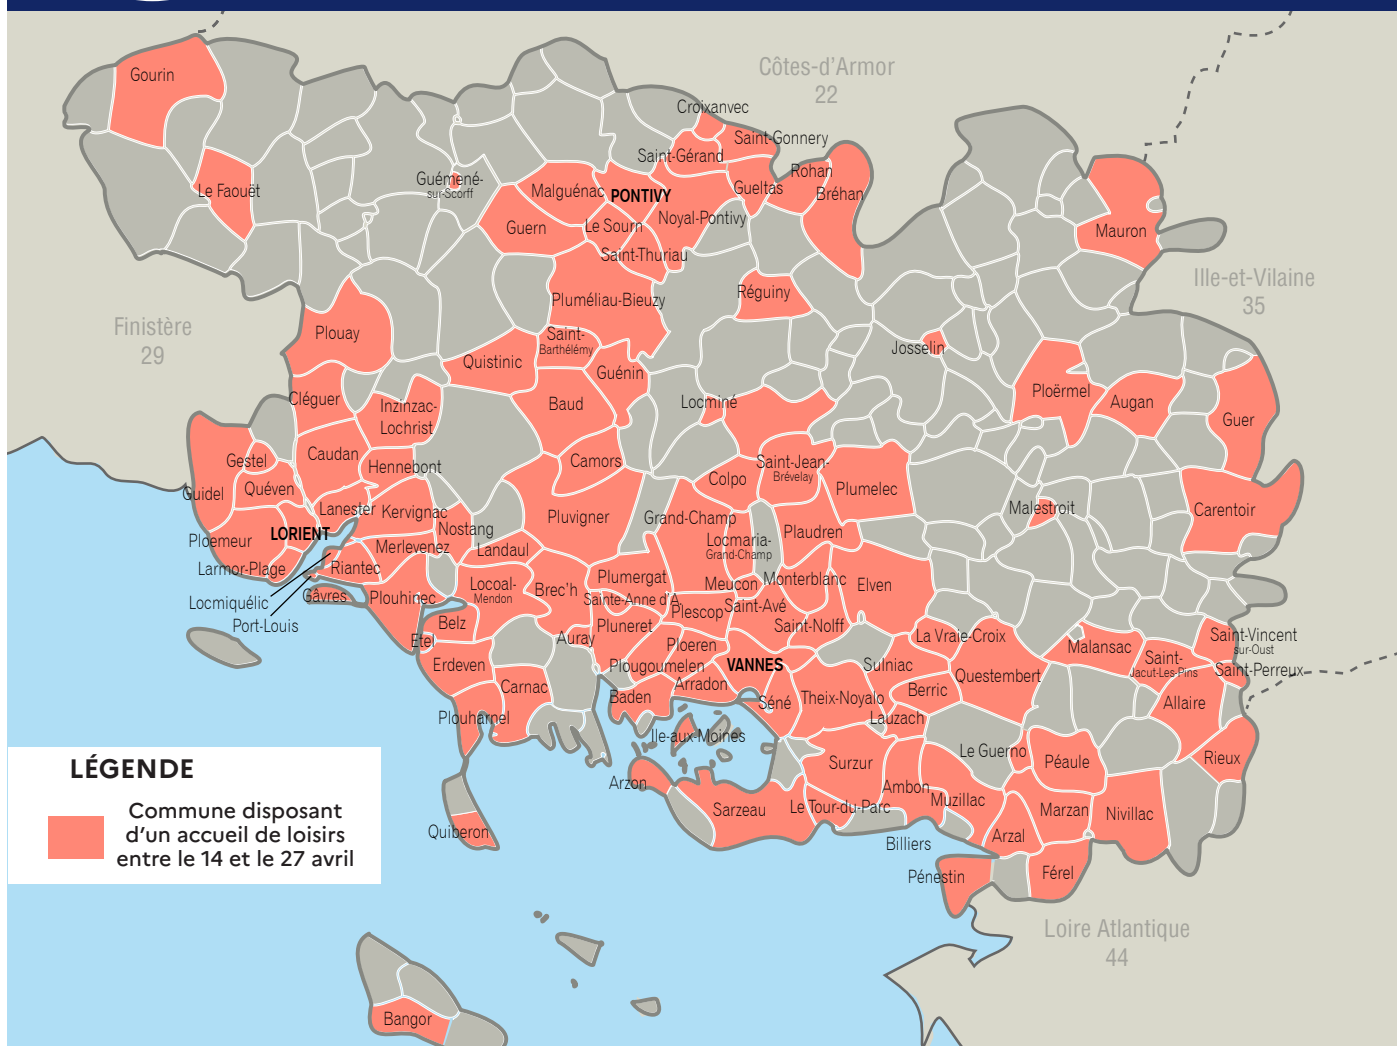 Côtes-d'Armor
22
Gourin
Croixanvec
Saint-Gonnery
Saint-Gérand
Rohan
Le Faouët
Guémené-
sur-Scorff
Malguénac
PONTIVY
Gueltas
Bréhan
Guern
Le Sourn
Noyal-Pontivy
Saint-Thuriau
Mauron
Ille-et-Vilaine
35
Finistère
29
Pluméliau-Bieuzy
Réguiny
Plouay
Saint-
Barthélémy
Josselin
Quistinic
Guénin
Cléguer
Inzinzac-
Lochrist
Baud
Locminé
Ploërmel
Augan
Guer
Gestel
Caudan
Hennebont
Camors
Saint-Jean-
Brévelay
Colpo
Plumelec
Guidel
Quéven
Lanester
Kervignac
Nostang
Pluvigner
Grand-Champ
Malestroit
Carentoir
Ploemeur
LORIENT
Merlevenez
Landaul
Locmaria-
Grand-Champ
Plaudren
Larmor-Plage
Riantec
Locmiquélic
Port-Louis
Gâvres
Plouhinec
Locoal-
Mendon
Brec'h
Plumergat
Meucon
Monterblanc
Elven
Sainte-Anne d'A.
Plescop
Saint-Avé
Etel
Belz
Auray
Pluneret
Ploeren
Saint-Nolff
La Vraie-Croix
Malansac
Saint-Vincent
sur-Oust
Erdeven
Plougoumelen
VANNES
Sulniac
Questembert
Saint-
Jacut-Les-Pins
Saint-Perreux
Carnac
Baden
Arradon
Séné
Theix-Noyalo
Berric
Allaire
Plouharnel
Lauzach
Ile-aux-Moines
Le Guerno
Péaule
Rieux
Arzon
Surzur
Ambon
Muzillac
Sarzeau
Le Tour-du-Parc
Marzan
Nivillac
Quiberon
Billiers
Arzal
Pénestin
Férel
Loire Atlantique
44
Bangor
LÉGENDE
Commune disposant
d'un accueil de loisirs
entre le 14 et le 27 avril